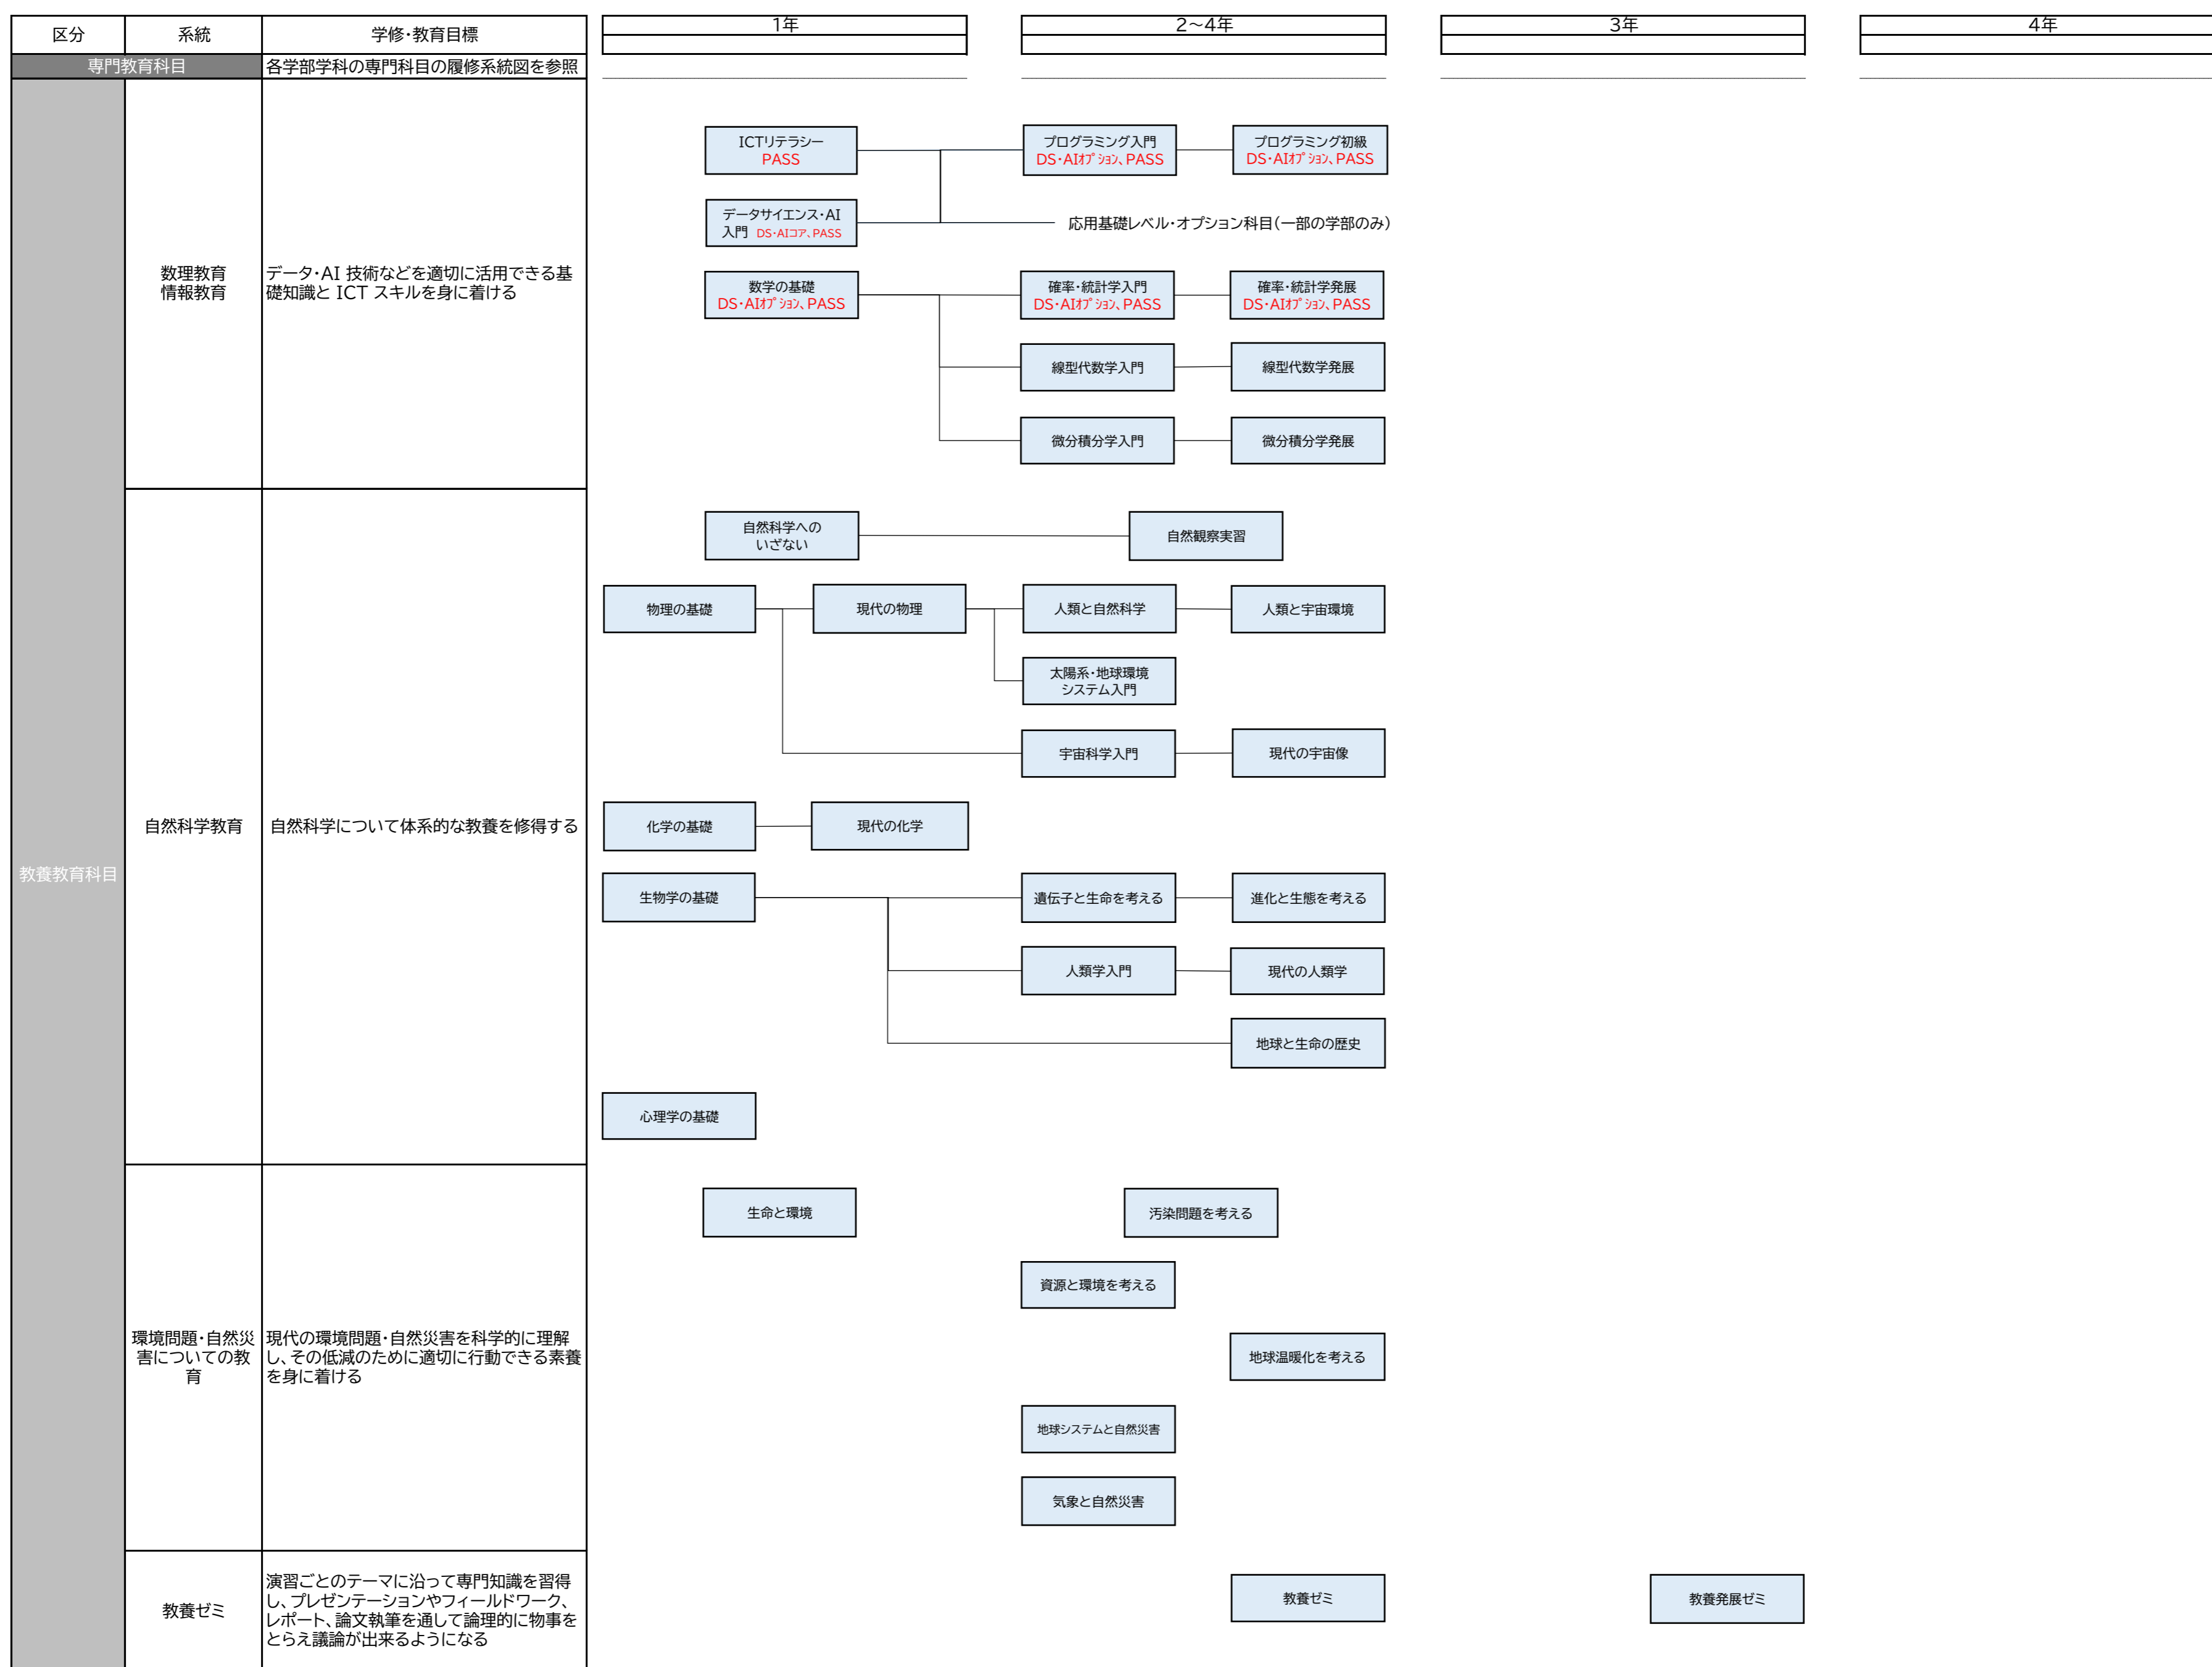 区分
系統
学修・教育目標
1年
2～4年
3年
4年
専門教育科目
各学部学科の専門科目の履修系統図を参照
教養教育科目
数理教育
情報教育
データ・AI 技術などを適切に活用できる基
礎知識と ICT スキルを身に着ける
ICTリテラシー
PASS
プログラミング入門
DS・AIｵﾌﾟｼｮﾝ、PASS
プログラミング初級
DS・AIｵﾌﾟｼｮﾝ、PASS
データサイエンス・AI
入門 DS・AIコア、PASS
応用基礎レベル・オプション科目（一部の学部のみ）
数学の基礎
DS・AIｵﾌﾟｼｮﾝ、PASS
確率・統計学入門
DS・AIｵﾌﾟｼｮﾝ、PASS
確率・統計学発展
DS・AIｵﾌﾟｼｮﾝ、PASS
線型代数学入門
線型代数学発展
微分積分学入門
微分積分学発展
自然科学教育
自然科学について体系的な教養を修得する
自然科学への
いざない
自然観察実習
物理の基礎
現代の物理
人類と自然科学
人類と宇宙環境
太陽系・地球環境
システム入門
宇宙科学入門
現代の宇宙像
化学の基礎
現代の化学
生物学の基礎
遺伝子と生命を考える
進化と生態を考える
人類学入門
現代の人類学
地球と生命の歴史
心理学の基礎
環境問題・自然災
害についての教
育
現代の環境問題・自然災害を科学的に理解
し、その低減のために適切に行動できる素養
を身に着ける
生命と環境
汚染問題を考える
資源と環境を考える
地球温暖化を考える
地球システムと自然災害
気象と自然災害
教養ゼミ
演習ごとのテーマに沿って専門知識を習得
し、プレゼンテーションやフィールドワーク、
レポート、論文執筆を通して論理的に物事を
とらえ議論が出来るようになる
教養ゼミ
教養発展ゼミ